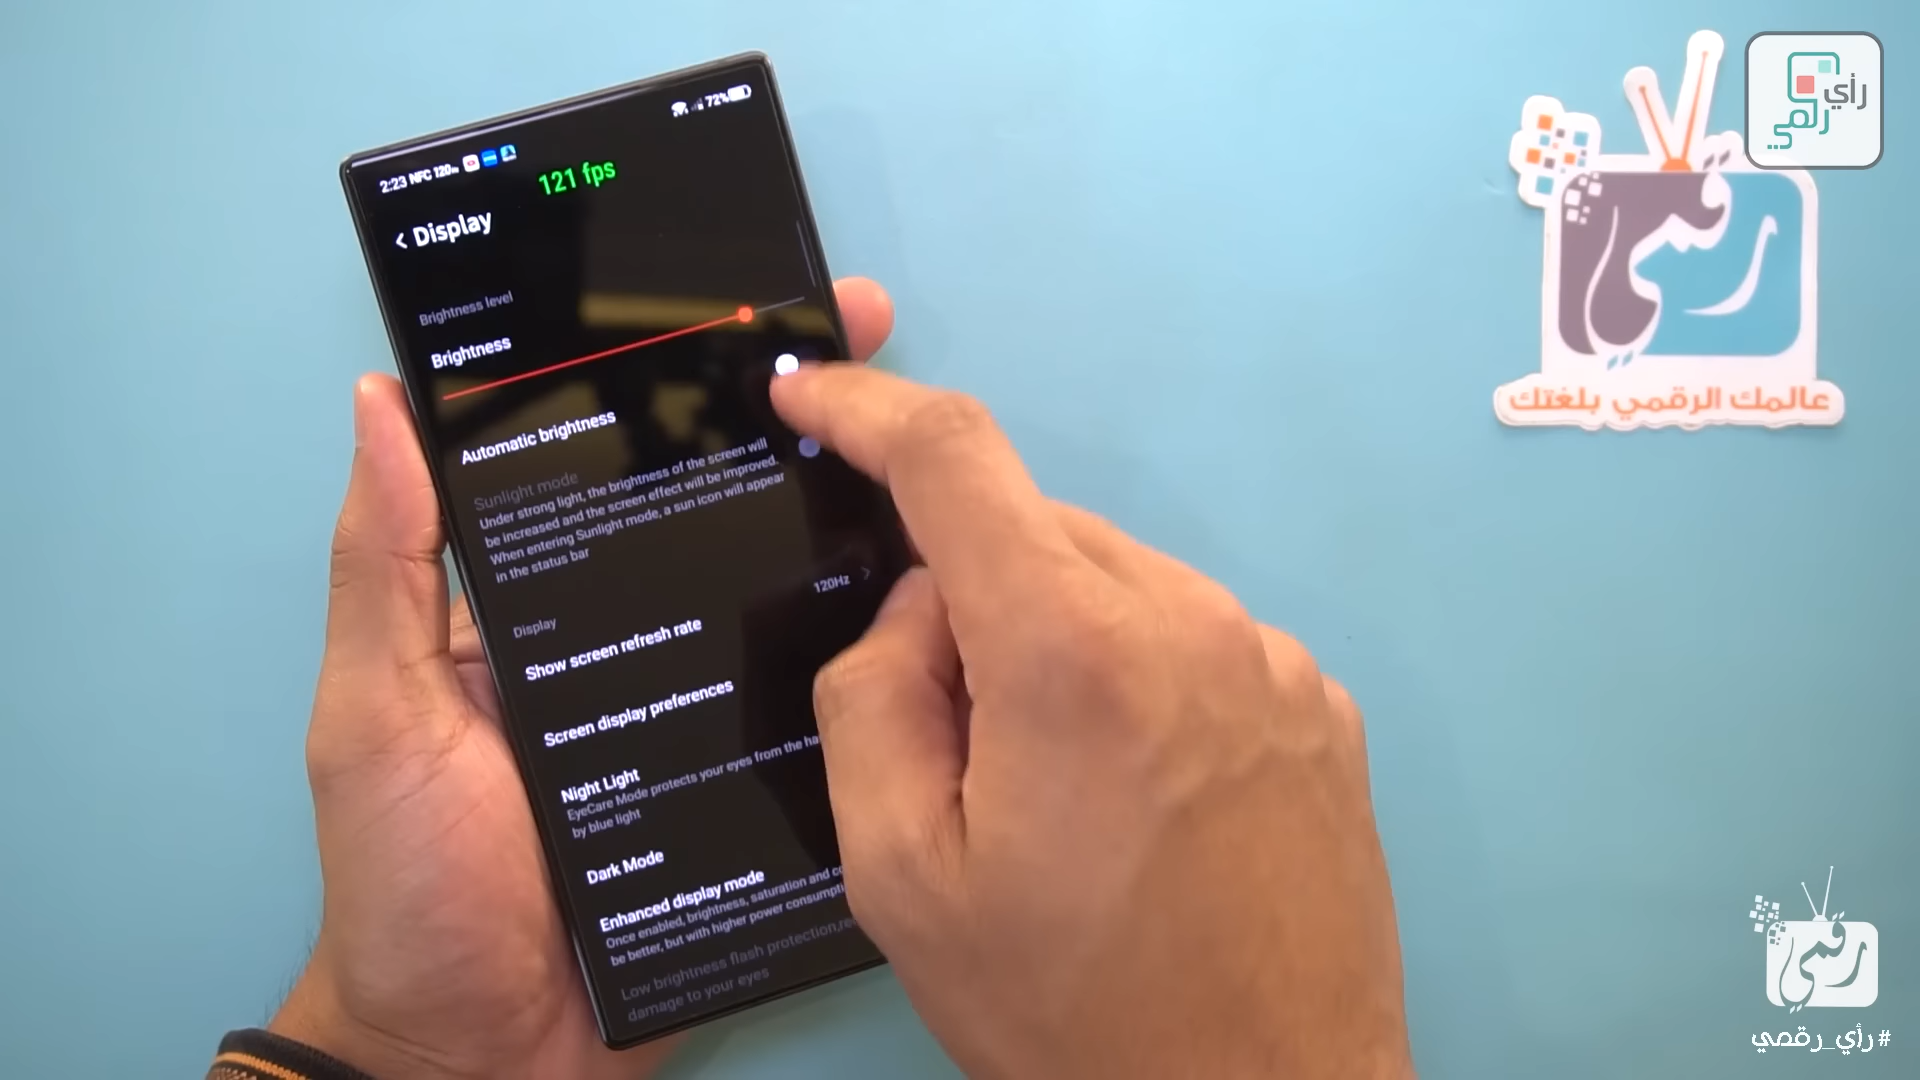 2:23 NFC 120Hz
72%
121 fps
Display
Brightness level
Brightness
Automatic brightness
Sunlight mode
Under strong light, the brightness of the screen will
be increased and the screen effect will be improved.
When entering Sunlight mode, a sun icon will appear
in the status bar
Display
Show screen refresh rate
120Hz
Screen display preferences
Night Light
EyeCare Mode protects your eyes from the ha
by blue light
Dark Mode
Enhanced display mode
Once enabled, brightness, saturation and co
be better, but with higher power consumpti
Low brightness flash protection,re
damage to your eyes
رأي
رقمي
رقمي
عالمك الرقمي بلغتك
رقمي
#رأي_رقمي